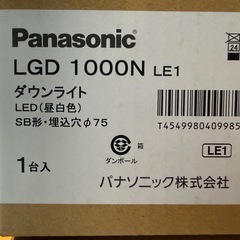 Panasonic
LGD 1000N LE1
24
ダウンライト
LED(昼白色)
SB形・埋込穴φ75
T4549980409985
箱
ダンボール
LE1
1台入
パナソニック株式会社